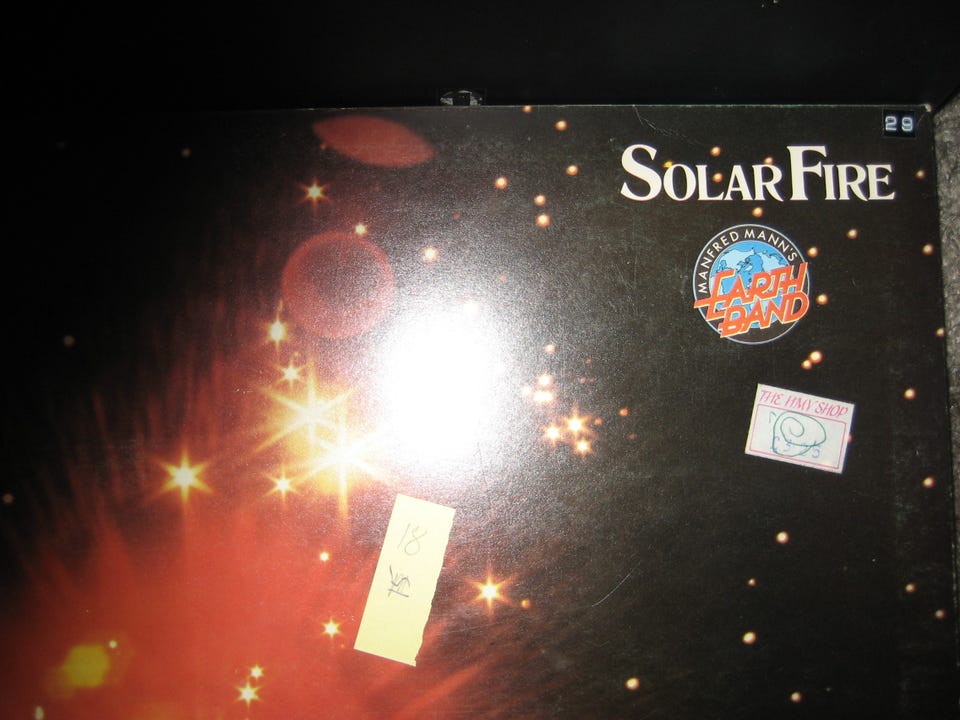 29
SOLAR FIRE
MANFRED MANN'S
EARTH
BAND
THE HMV SHOP
18